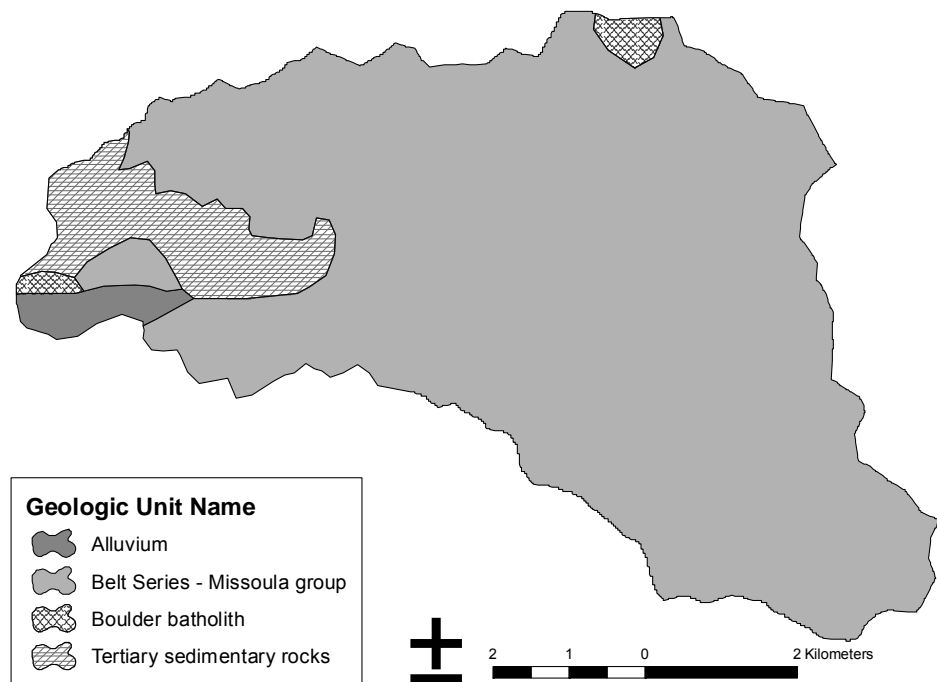 Geologic Unit Name
Alluvium
Belt Series - Missoula group
Boulder batholith
Tertiary sedimentary rocks
2 1 0 2 Kilometers